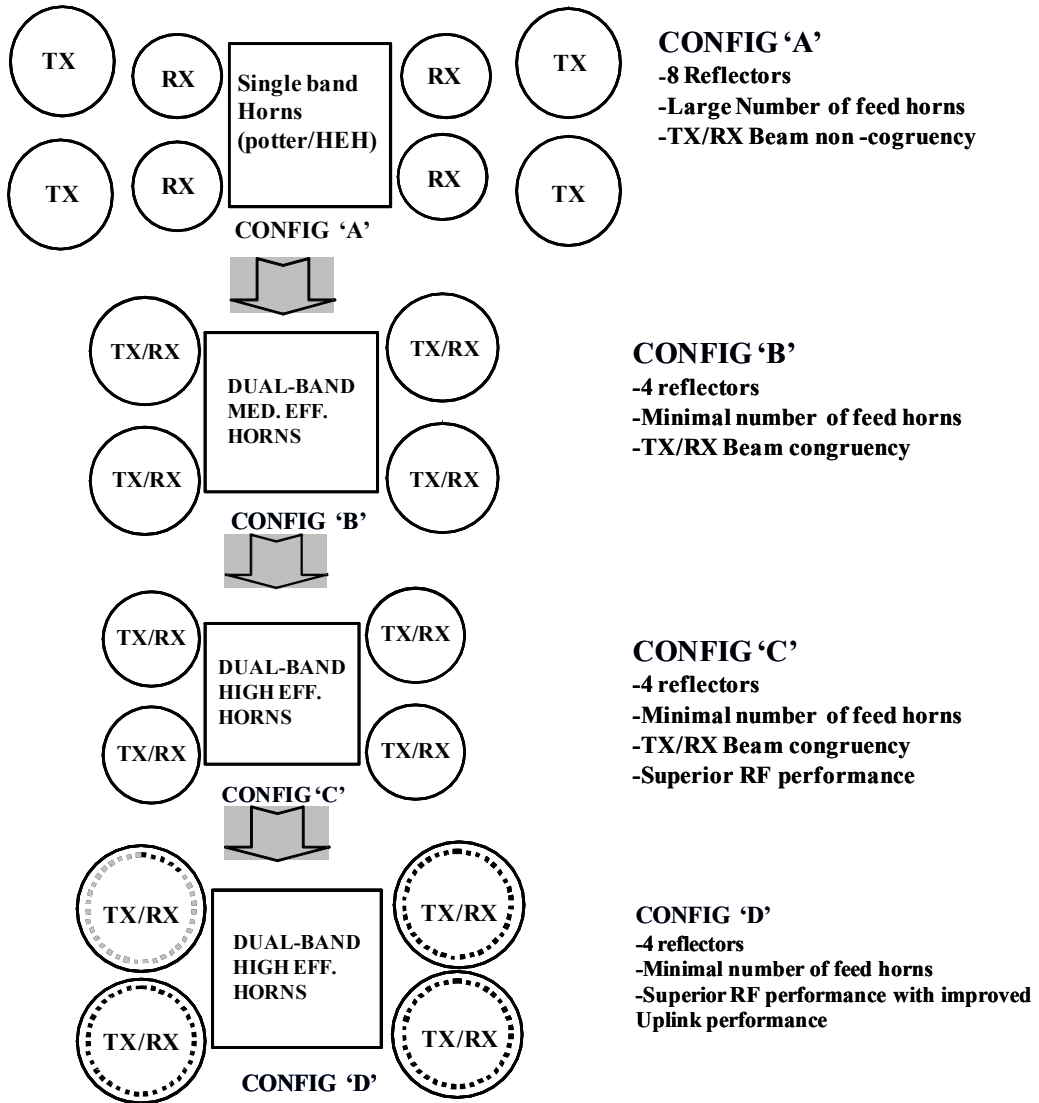 CONFIG 'A'
-8 Reflectors
-Large Number of feed horns
-TX/RX Beam non -cogruency
TX
RX
Single band
Horns
(potter/HEH)
RX
TX
TX
RX
RX
TX
CONFIG 'A'
CONFIG 'B'
-4 reflectors
-Minimal number of feed horns
-TX/RX Beam congruency
TX/RX
DUAL-BAND
MED. EFF.
HORNS
TX/RX
TX/RX
TX/RX
CONFIG 'B'
CONFIG 'C'
-4 reflectors
-Minimal number of feed horns
-TX/RX Beam congruency
-Superior RF performance
TX/RX
DUAL-BAND
HIGH EFF.
HORNS
TX/RX
TX/RX
TX/RX
CONFIG 'C'
CONFIG 'D'
-4 reflectors
-Minimal number of feed horns
-Superior RF performance with improved
Uplink performance
TX/RX
DUAL-BAND
HIGH EFF.
HORNS
TX/RX
TX/RX
TX/RX
CONFIG 'D'